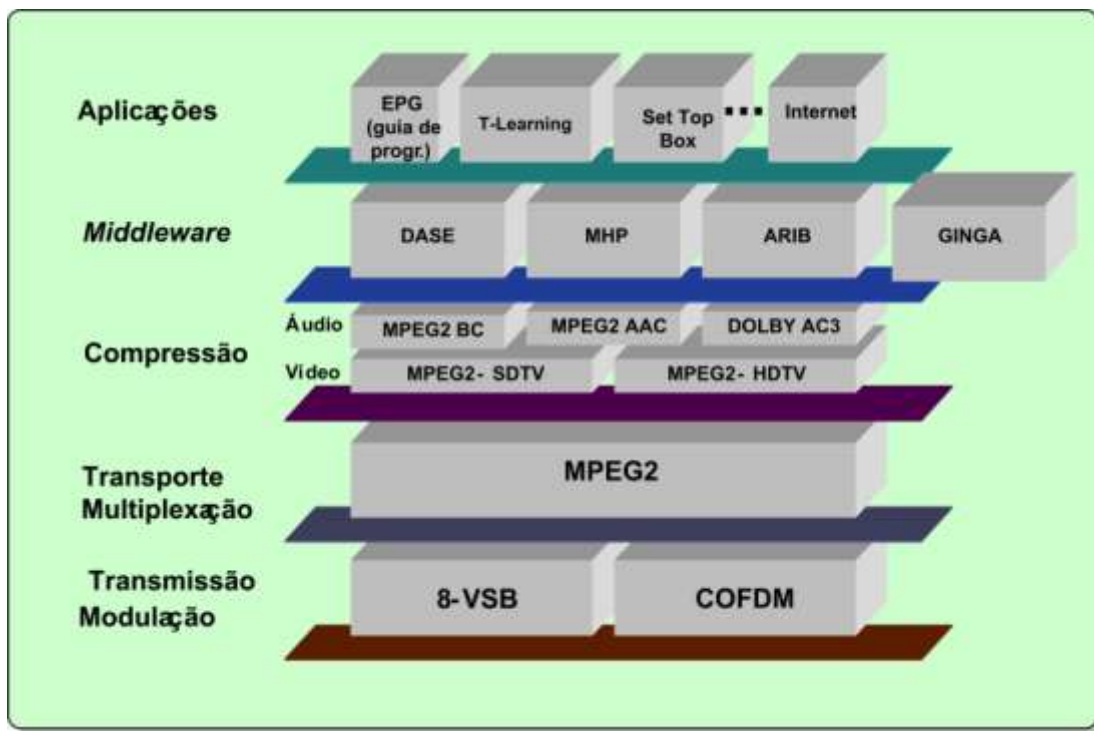 Aplicações
EPG
(guia de
progr.)
T-Learning
Set Top
Box
...
Internet
Middleware
DASE
MHP
ARIB
GINGA
Compressão
Áudio
MPEG2 BC
MPEG2 AAC
DOLBY AC3
Vídeo
MPEG2- SDTV
MPEG2- HDTV
Transporte
Multiplexação
MPEG2
Transmissão
Modulação
8-VSB
COFDM